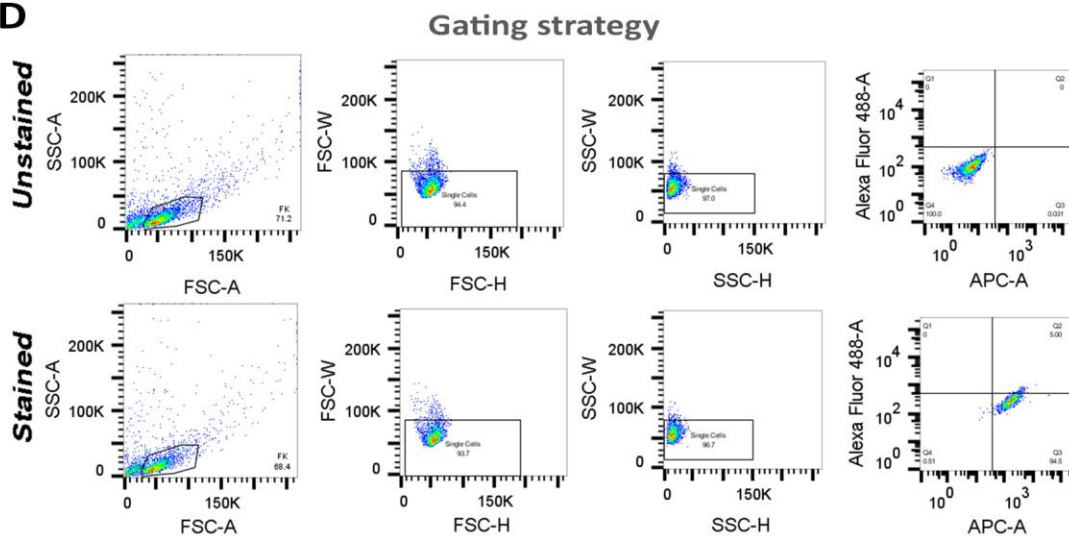 D
Gating strategy
Unstained
SSC-A
200K
100K
0
FK
71.2
0
150K
FSC-A
FSC-W
200K
100K
0
Single Cells
94.4
0
150K
FSC-H
SSC-W
200K
100K
0
Single Cells
97.0
0
150K
SSC-H
Alexa Fluor 488-A
10^4
10^2
10^0
Q1
0
Q2
0
Q4
100.0
Q3
0.031
10^0
10^3
APC-A
Stained
SSC-A
200K
100K
0
FK
68.4
0
150K
FSC-A
FSC-W
200K
100K
0
Single Cells
93.7
0
150K
FSC-H
SSC-W
200K
100K
0
Single Cells
96.7
0
150K
SSC-H
Alexa Fluor 488-A
10^4
10^2
10^0
Q1
0
Q2
5.00
Q4
0.51
Q3
94.5
10^0
10^3
APC-A